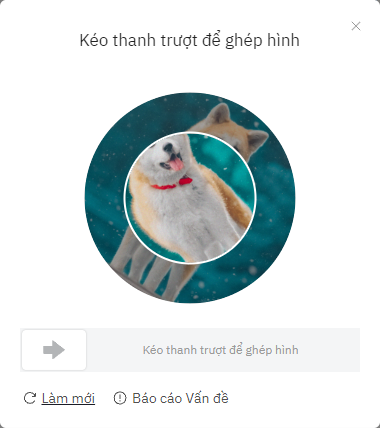 Kéo thanh trượt để ghép hình
Kéo thanh trượt để ghép hình
Làm mới
Báo cáo Vấn đề